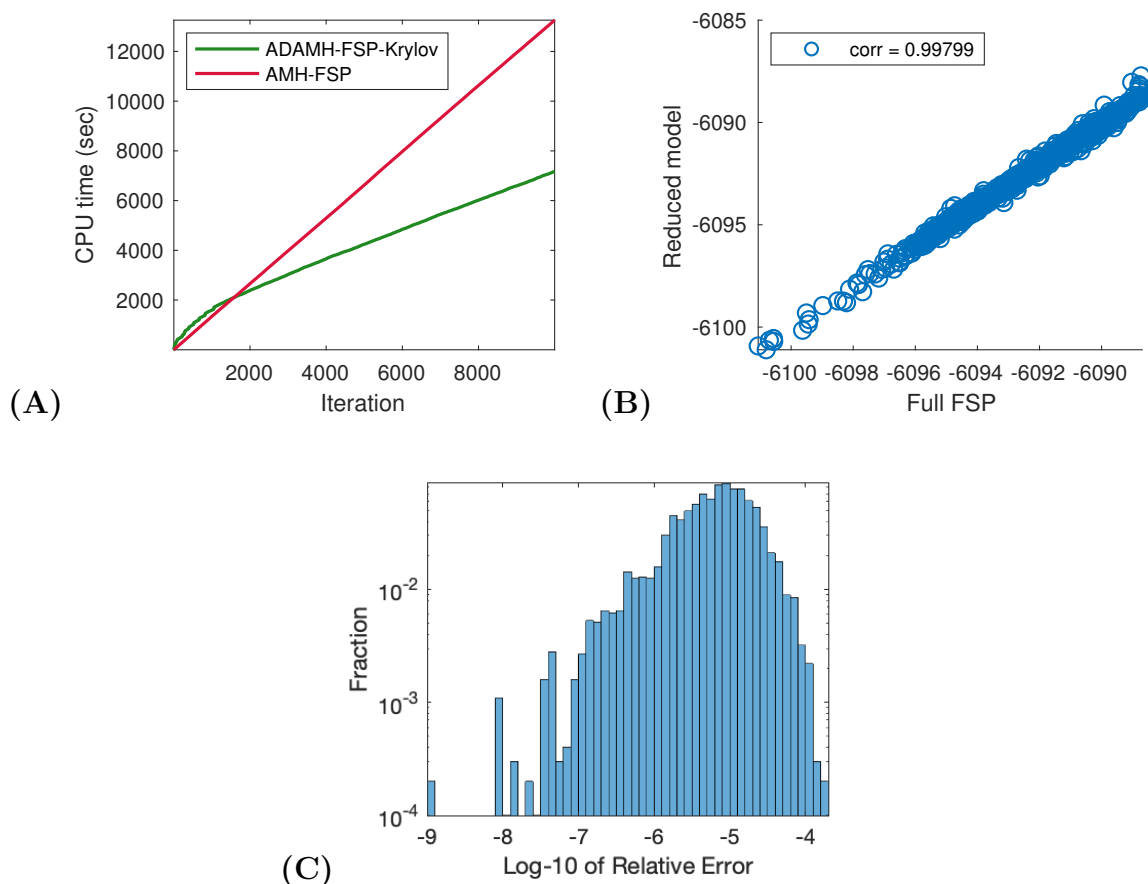 ADAMH-FSP-Krylov
AMH-FSP
12000
10000
8000
6000
4000
2000
CPU time (sec)
2000
4000
6000
8000
Iteration
(A)
corr = 0.99799
-6085
-6090
-6095
-6100
Reduced model
-6100
-6098
-6096
-6094
-6092
-6090
Full FSP
(B)
10-2
10-3
10-4
Fraction
-9
-8
-7
-6
-5
-4
Log-10 of Relative Error
(C)